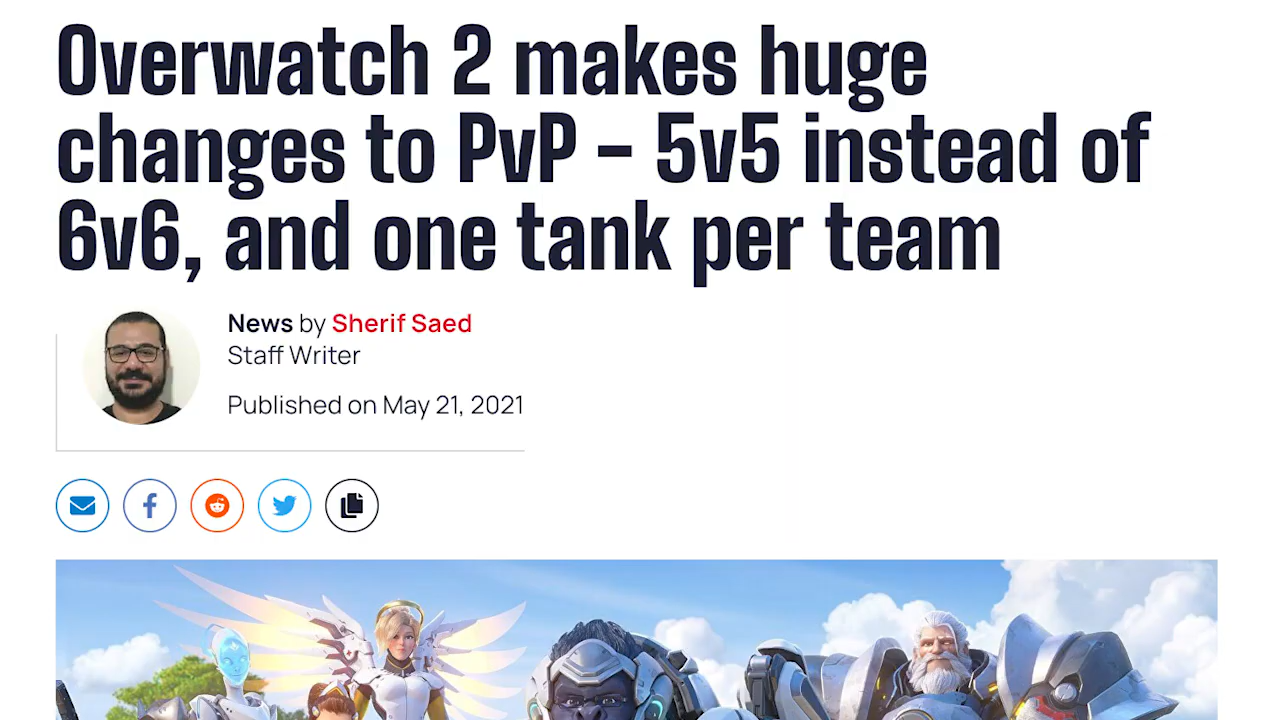 Overwatch 2 makes huge
changes to PvP – 5v5 instead of
6v6, and one tank per team
News by Sherif Saed
Staff Writer
Published on May 21, 2021